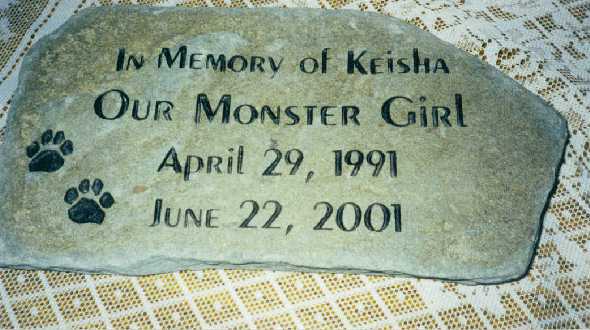 In Memory of Keisha
Our Monster Girl
April 29, 1991
June 22, 2001